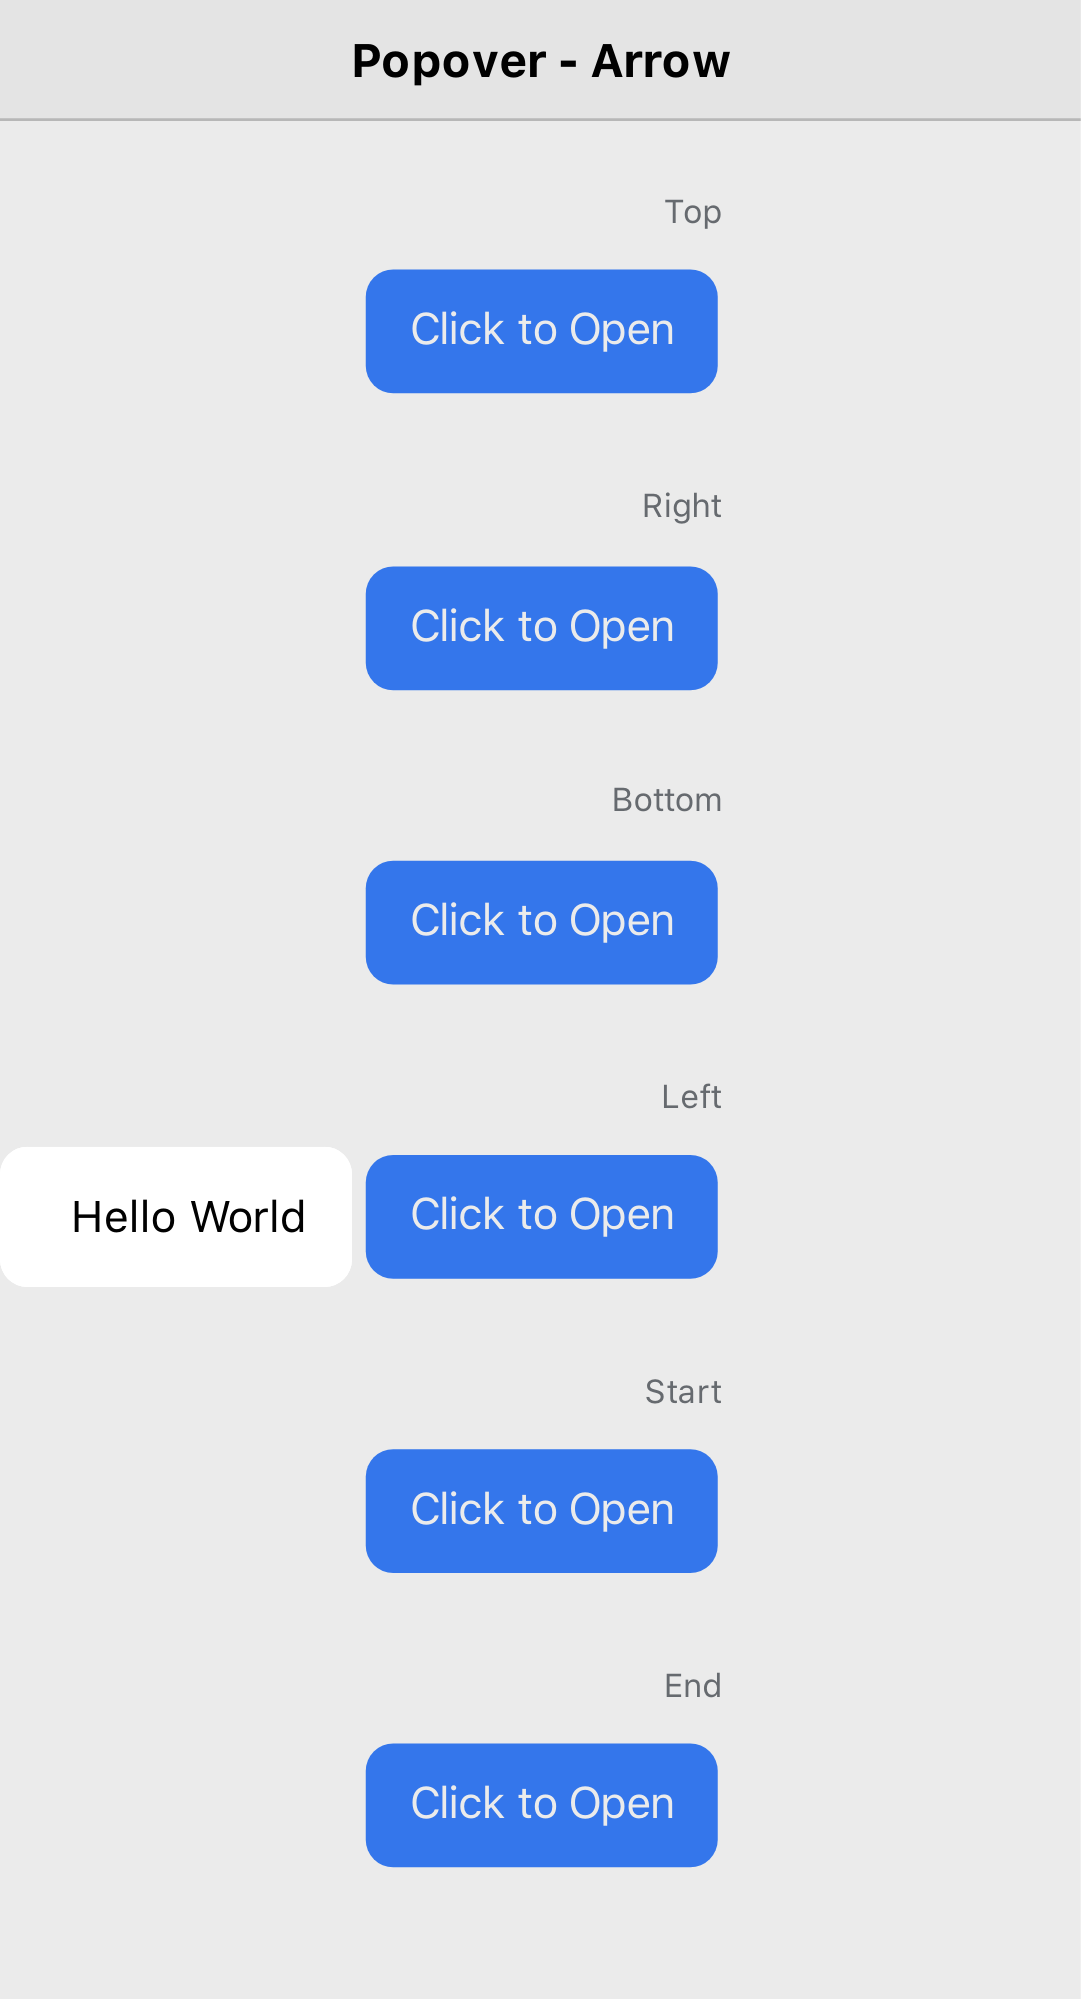 Popover - Arrow
Top
Click to Open
Right
Click to Open
Bottom
Click to Open
Left
Hello World
Click to Open
Start
Click to Open
End
Click to Open